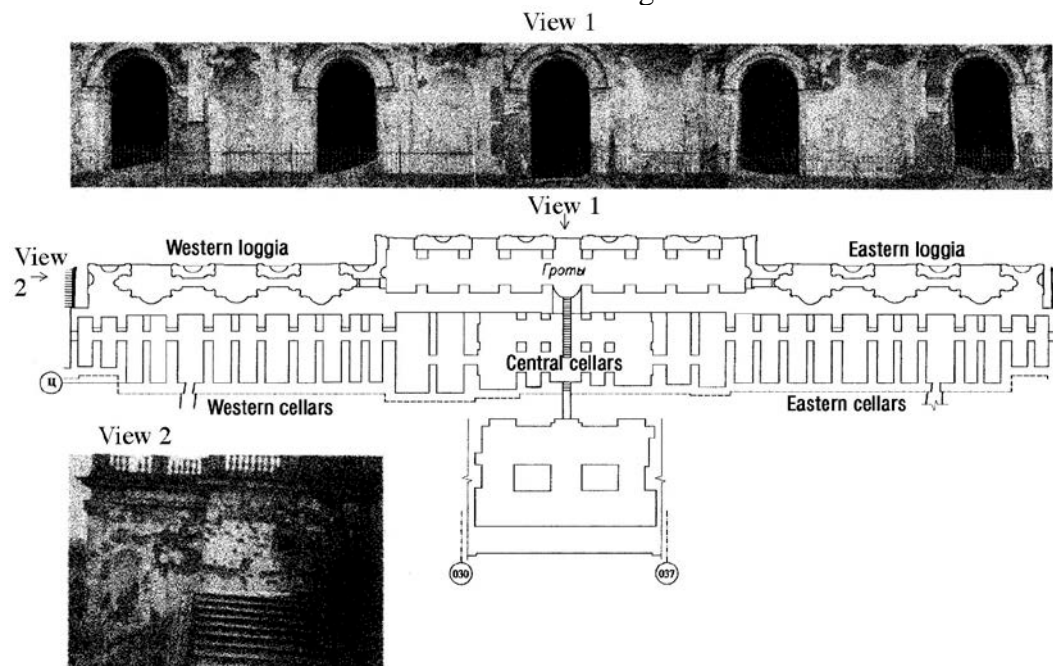 View 1
View 1
Western loggia
Eastern loggia
View
2
Гроты
Central cellars
Ц
Western cellars
Eastern cellars
View 2
030
037